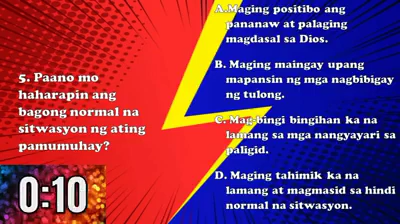 5. Paano mo
haharapin ang
bagong normal na
sitwasyon ng ating
pamumuhay?
0:10
A.Maging positibo ang
pananaw at palaging
magdasal sa Dios.
B. Maging maingay upang
mapansin ng mga nagbibigay
ng tulong.
C. Mag-bingi bingihan ka na
lamang sa mga nangyayari sa
paligid.
D. Maging tahimik ka na
lamang at magmasid sa hindi
normal na sitwasyon.